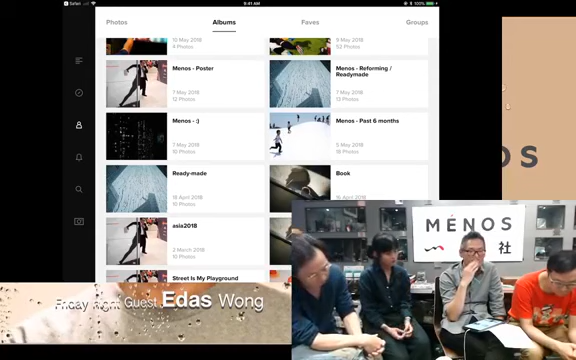 Safari
9:41 AM
100%
Photos
Albums
Faves
Groups
10 May 2018
4 Photos
9 May 2018
52 Photos
Menos - Poster
7 May 2018
12 Photos
Menos - Reforming / Readymade
7 May 2018
13 Photos
Menos - :)
7 May 2018
10 Photos
Menos - Past 6 months
5 May 2018
18 Photos
Ready-made
18 April 2018
10 Photos
Book
16 April 2018
asia2018
2 March 2018
10 Photos
Street Is My Playground
OS
MÉNOS
社
Friday Night Guest Edas Wong